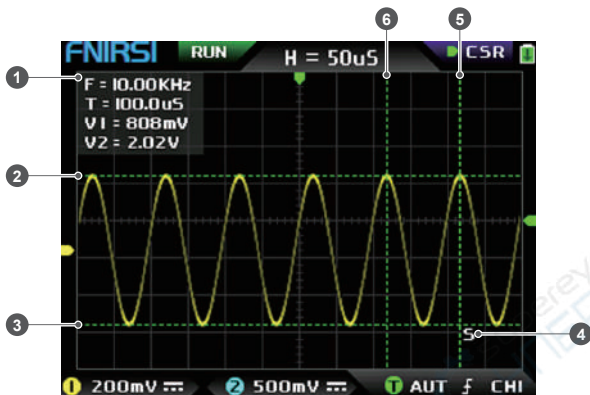 6 5
FNIRSI RUN H = 50uS CSR
1
F = 10.00KHz
T = 100.0uS
V1 = 808mV
V2 = 2.02V
2
3
S 4
1 200mV 2 500mV T AUT CHI